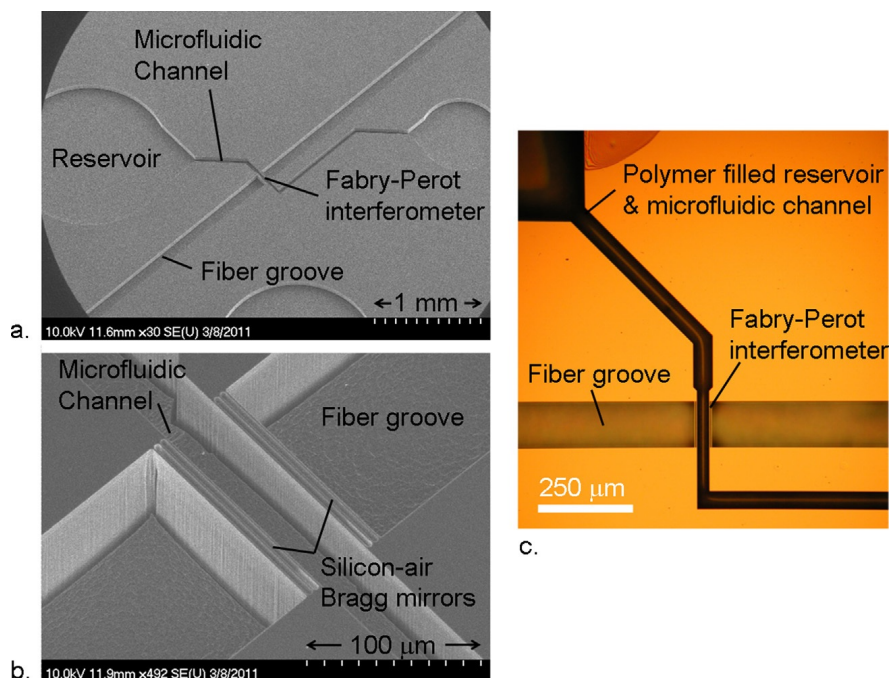 Microfluidic
Channel
Reservoir
Fabry-Perot
interferometer
Fiber groove
1 mm
a.
10.0kV 11.6mm x30 SE(U) 3/8/2011
Microfluidic
Channel
Fiber groove
Silicon-air
Bragg mirrors
100 μm
b.
10.0kV 11.9mm x492 SE(U) 3/8/2011
Polymer filled reservoir
& microfluidic channel
Fabry-Perot
interferometer
Fiber groove
250 μm
c.